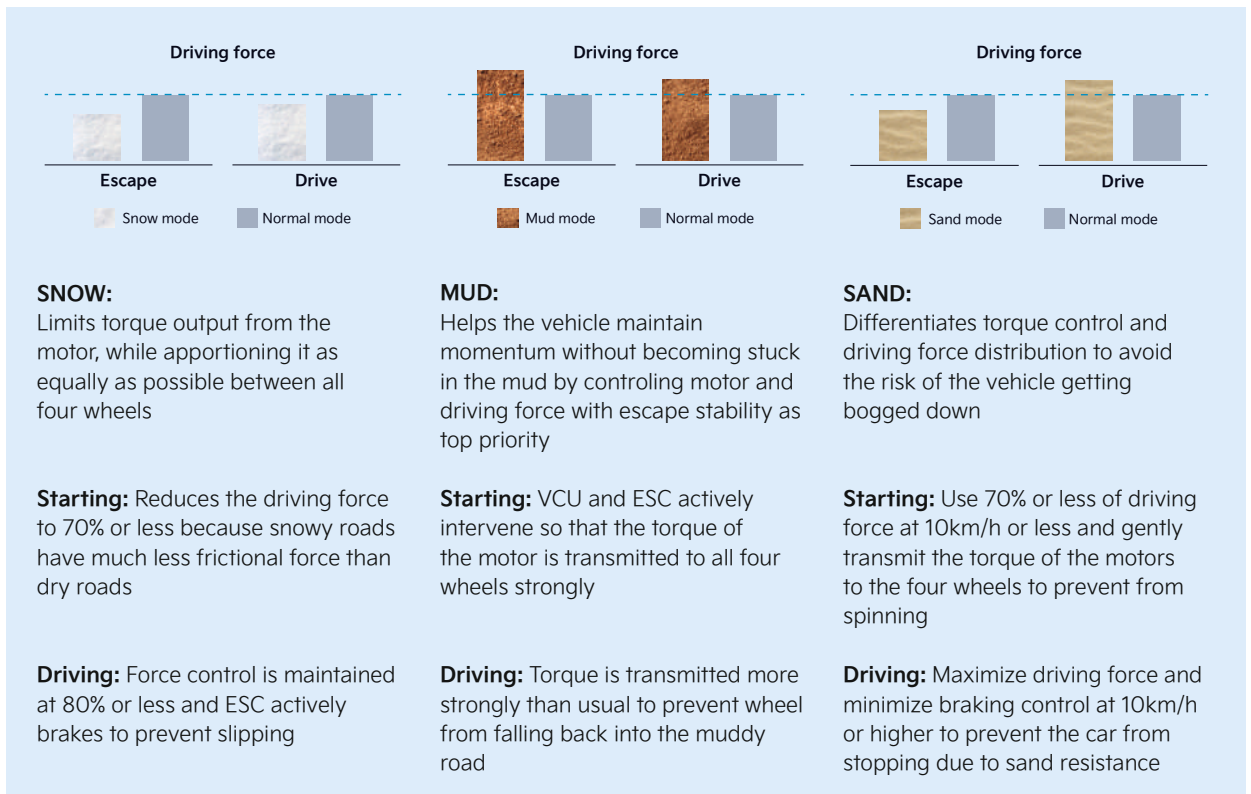 Driving force
Escape
Drive
Snow mode
Normal mode
Driving force
Escape
Drive
Mud mode
Normal mode
Driving force
Escape
Drive
Sand mode
Normal mode
SNOW:
Limits torque output from the
motor, while apportioning it as
equally as possible between all
four wheels
Starting: Reduces the driving force
to 70% or less because snowy roads
have much less frictional force than
dry roads
Driving: Force control is maintained
at 80% or less and ESC actively
brakes to prevent slipping
MUD:
Helps the vehicle maintain
momentum without becoming stuck
in the mud by controling motor and
driving force with escape stability as
top priority
Starting: VCU and ESC actively
intervene so that the torque of
the motor is transmitted to all four
wheels strongly
Driving: Torque is transmitted more
strongly than usual to prevent wheel
from falling back into the muddy
road
SAND:
Differentiates torque control and
driving force distribution to avoid
the risk of the vehicle getting
bogged down
Starting: Use 70% or less of driving
force at 10km/h or less and gently
transmit the torque of the motors
to the four wheels to prevent from
spinning
Driving: Maximize driving force and
minimize braking control at 10km/h
or higher to prevent the car from
stopping due to sand resistance